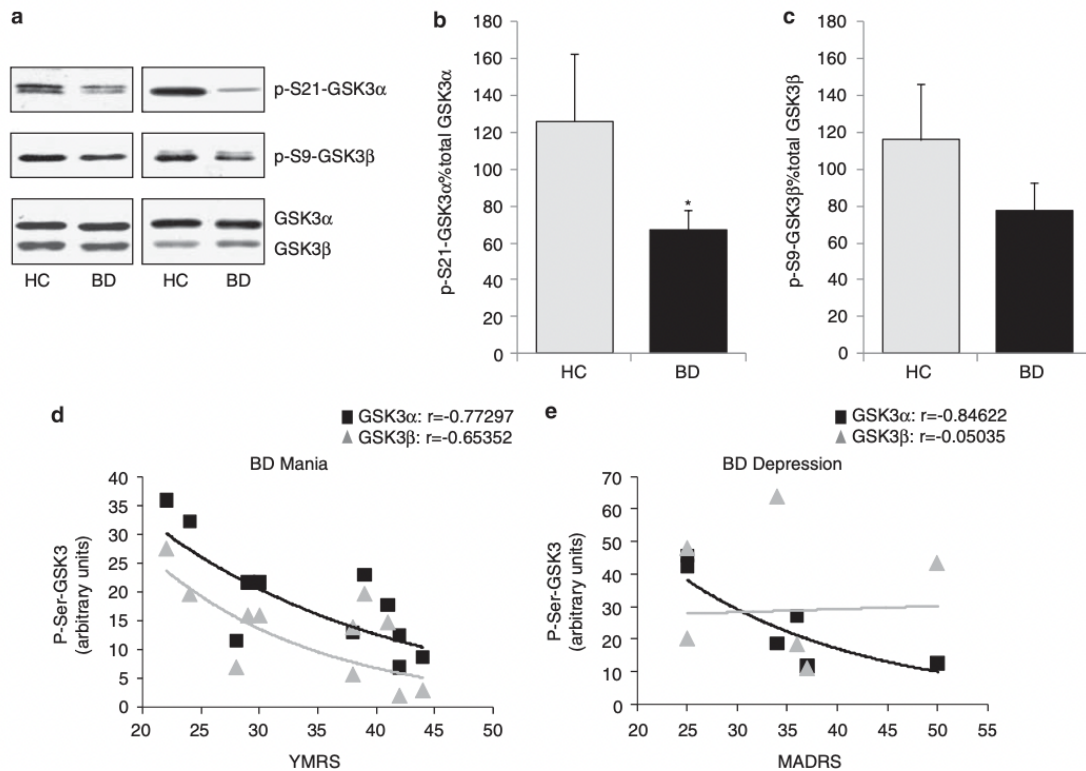 a
p-S21-GSK3α
p-S9-GSK3β
GSK3α
GSK3β
HC BD HC BD
b
p-S21-GSK3α%total GSK3α
180
160
140
120
100
80
60
40
20
0
*
HC BD
c
p-S9-GSK3β%total GSK3β
180
160
140
120
100
80
60
40
20
0
HC BD
d
GSK3α: r=-0.77297
GSK3β: r=-0.65352
BD Mania
P-Ser-GSK3
(arbitrary units)
40
35
30
25
20
15
10
5
0
20 25 30 35 40 45 50
YMRS
e
GSK3α: r=-0.84622
GSK3β: r=-0.05035
BD Depression
P-Ser-GSK3
(arbitrary units)
70
60
50
40
30
20
10
0
20 25 30 35 40 45 50 55
MADRS